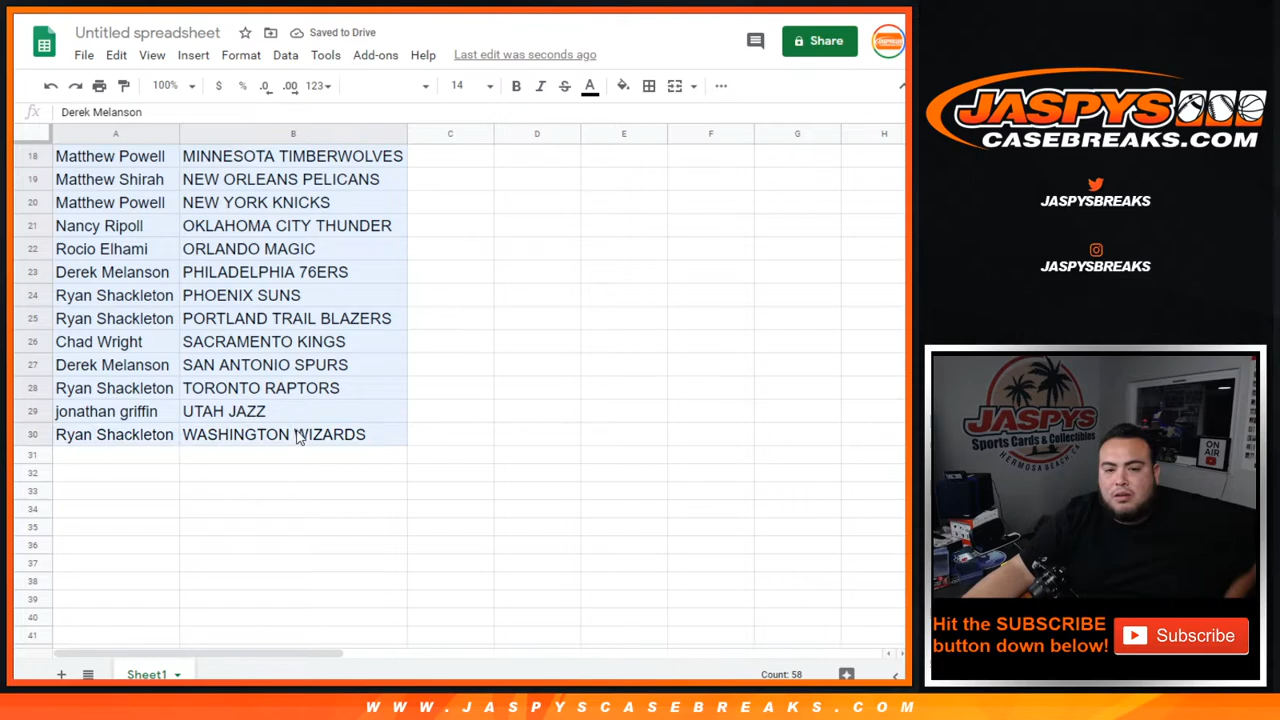 Untitled spreadsheet
Saved to Drive
File Edit View Insert Format Data Tools Add-ons Help Last edit was seconds ago
Share
100% $ % .0 .00 123 14 B I S A
fx Derek Melanson
A B C D E F G H
18 Matthew Powell MINNESOTA TIMBERWOLVES
19 Matthew Shirah NEW ORLEANS PELICANS
20 Matthew Powell NEW YORK KNICKS
21 Nancy Ripoll OKLAHOMA CITY THUNDER
22 Rocio Elhami ORLANDO MAGIC
23 Derek Melanson PHILADELPHIA 76ERS
24 Ryan Shackleton PHOENIX SUNS
25 Ryan Shackleton PORTLAND TRAIL BLAZERS
26 Chad Wright SACRAMENTO KINGS
27 Derek Melanson SAN ANTONIO SPURS
28 Ryan Shackleton TORONTO RAPTORS
29 jonathan griffin UTAH JAZZ
30 Ryan Shackleton WASHINGTON WIZARDS
31
32
33
34
35
36
37
38
39
40
41
Sheet1
Count: 58
JASPYS
CASEBREAKS.COM
JASPYSBREAKS
JASPYSBREAKS
JASPYS
Sports Cards & Collectibles
HERMOSA BEACH, CA
ON AIR
Hit the SUBSCRIBE
button down below!
Subscribe
WWW.JASPYSCASEBREAKS.COM